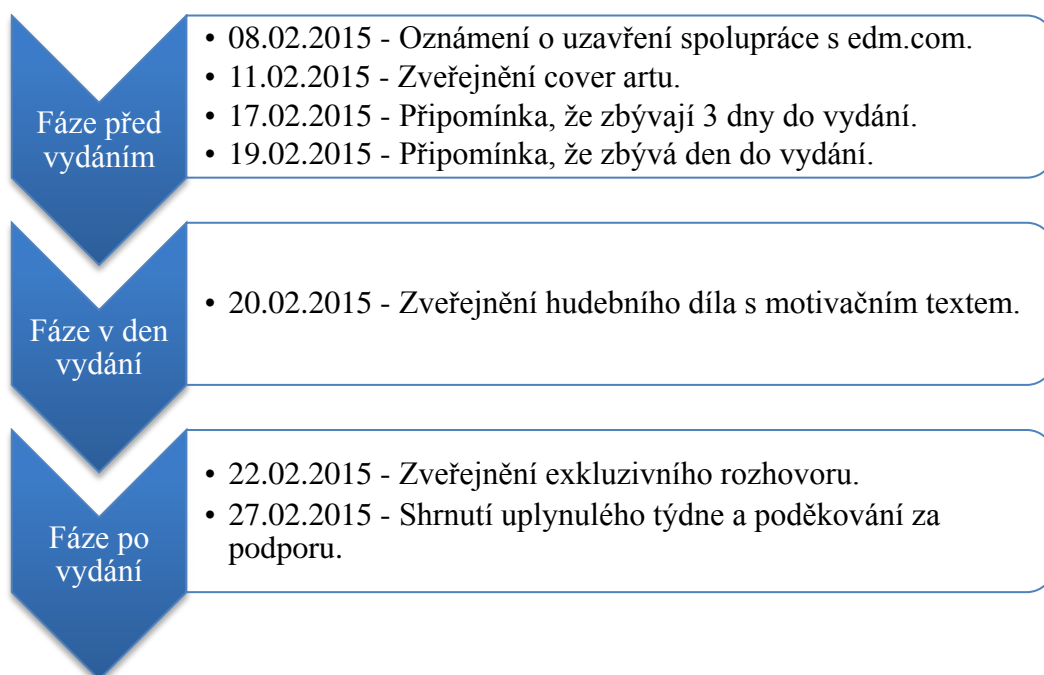 Fáze před
vydáním
• 08.02.2015 - Oznámení o uzavření spolupráce s edm.com.
• 11.02.2015 - Zveřejnění cover artu.
• 17.02.2015 - Připomínka, že zbývají 3 dny do vydání.
• 19.02.2015 - Připomínka, že zbývá den do vydání.
Fáze v den
vydání
• 20.02.2015 - Zveřejnění hudebního díla s motivačním textem.
Fáze po
vydání
• 22.02.2015 - Zveřejnění exkluzivního rozhovoru.
• 27.02.2015 - Shrnutí uplynulého týdne a poděkování za
podporu.